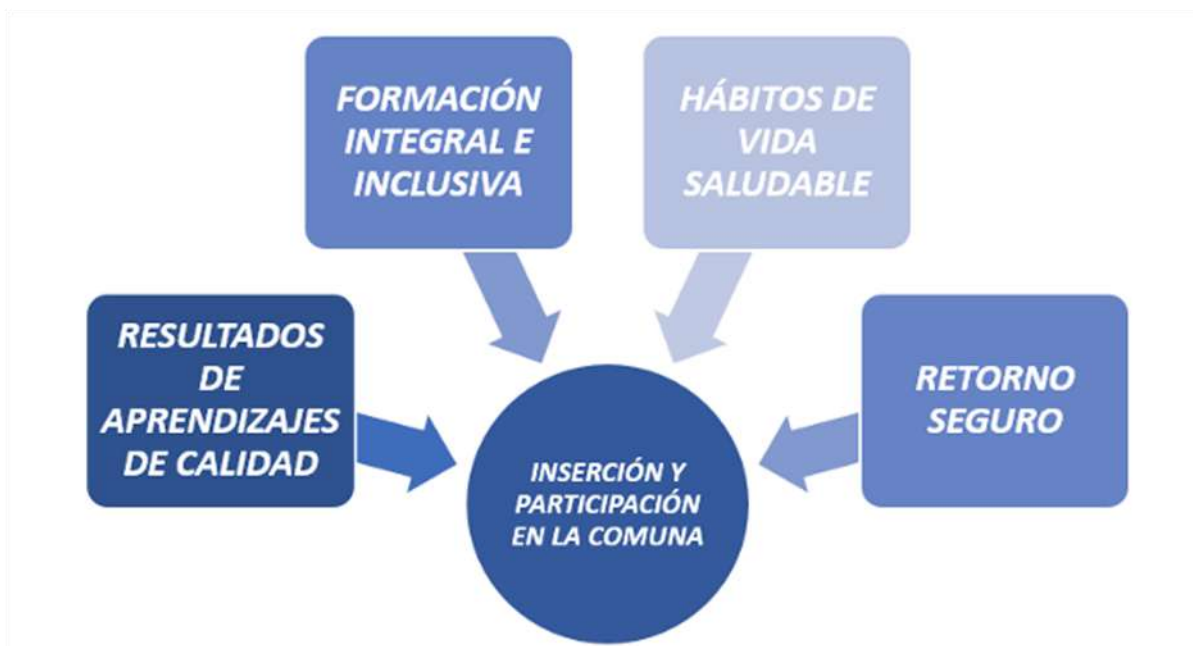 FORMACIÓN
INTEGRAL E
INCLUSIVA
HÁBITOS DE
VIDA
SALUDABLE
RESULTADOS
DE
APRENDIZAJES
DE CALIDAD
RETORNO
SEGURO
INSERCIÓN Y
PARTICIPACIÓN
EN LA COMUNA